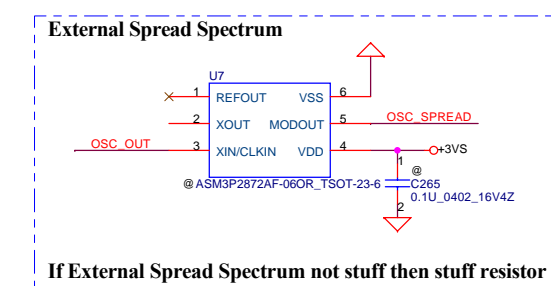 External Spread Spectrum
U7
1 REFOUT VSS 6
2 XOUT MODOUT 5 OSC_SPREAD
OSC_OUT 3 XIN/CLKIN VDD 4 +3VS
1
@ASM3P2872AF-06OR_TSOT-23-6
@
C265
0.1U_0402_16V4Z
2
If External Spread Spectrum not stuff then stuff resistor